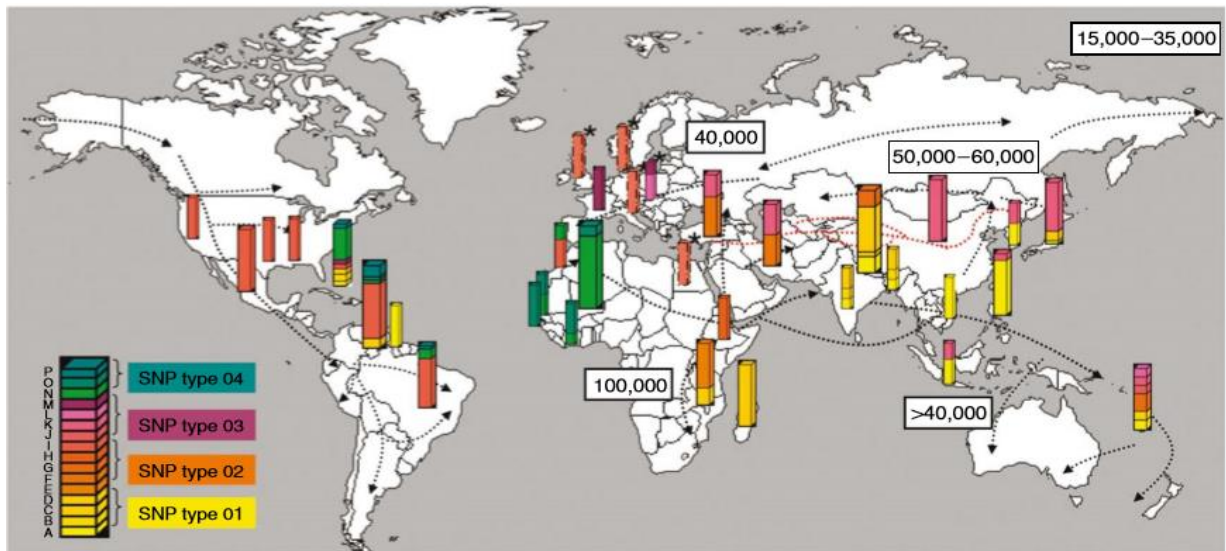 15,000–35,000
40,000
50,000–60,000
100,000
>40,000
P
O
N
M
L
K
J
I
H
G
F
E
D
C
B
A
SNP type 04
SNP type 03
SNP type 02
SNP type 01
*
*
*
*